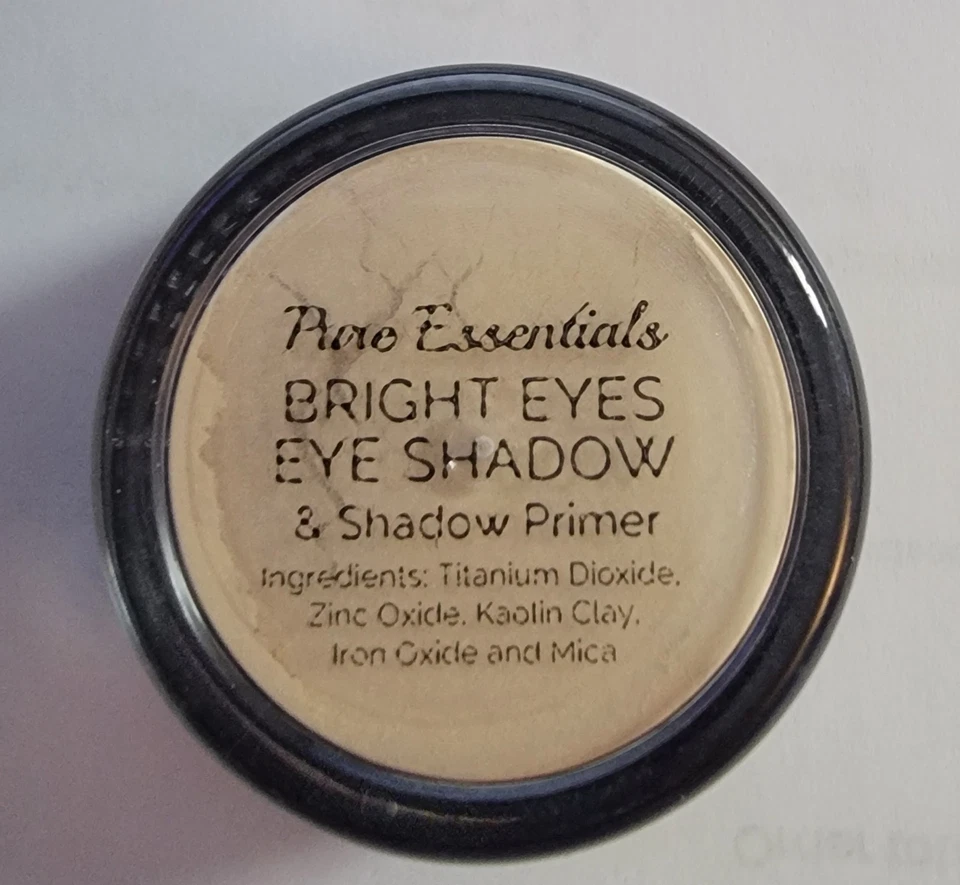 Pure Essentials
BRIGHT EYES
EYE SHADOW
& Shadow Primer
Ingredients: Titanium Dioxide,
Zinc Oxide, Kaolin Clay,
Iron Oxide and Mica